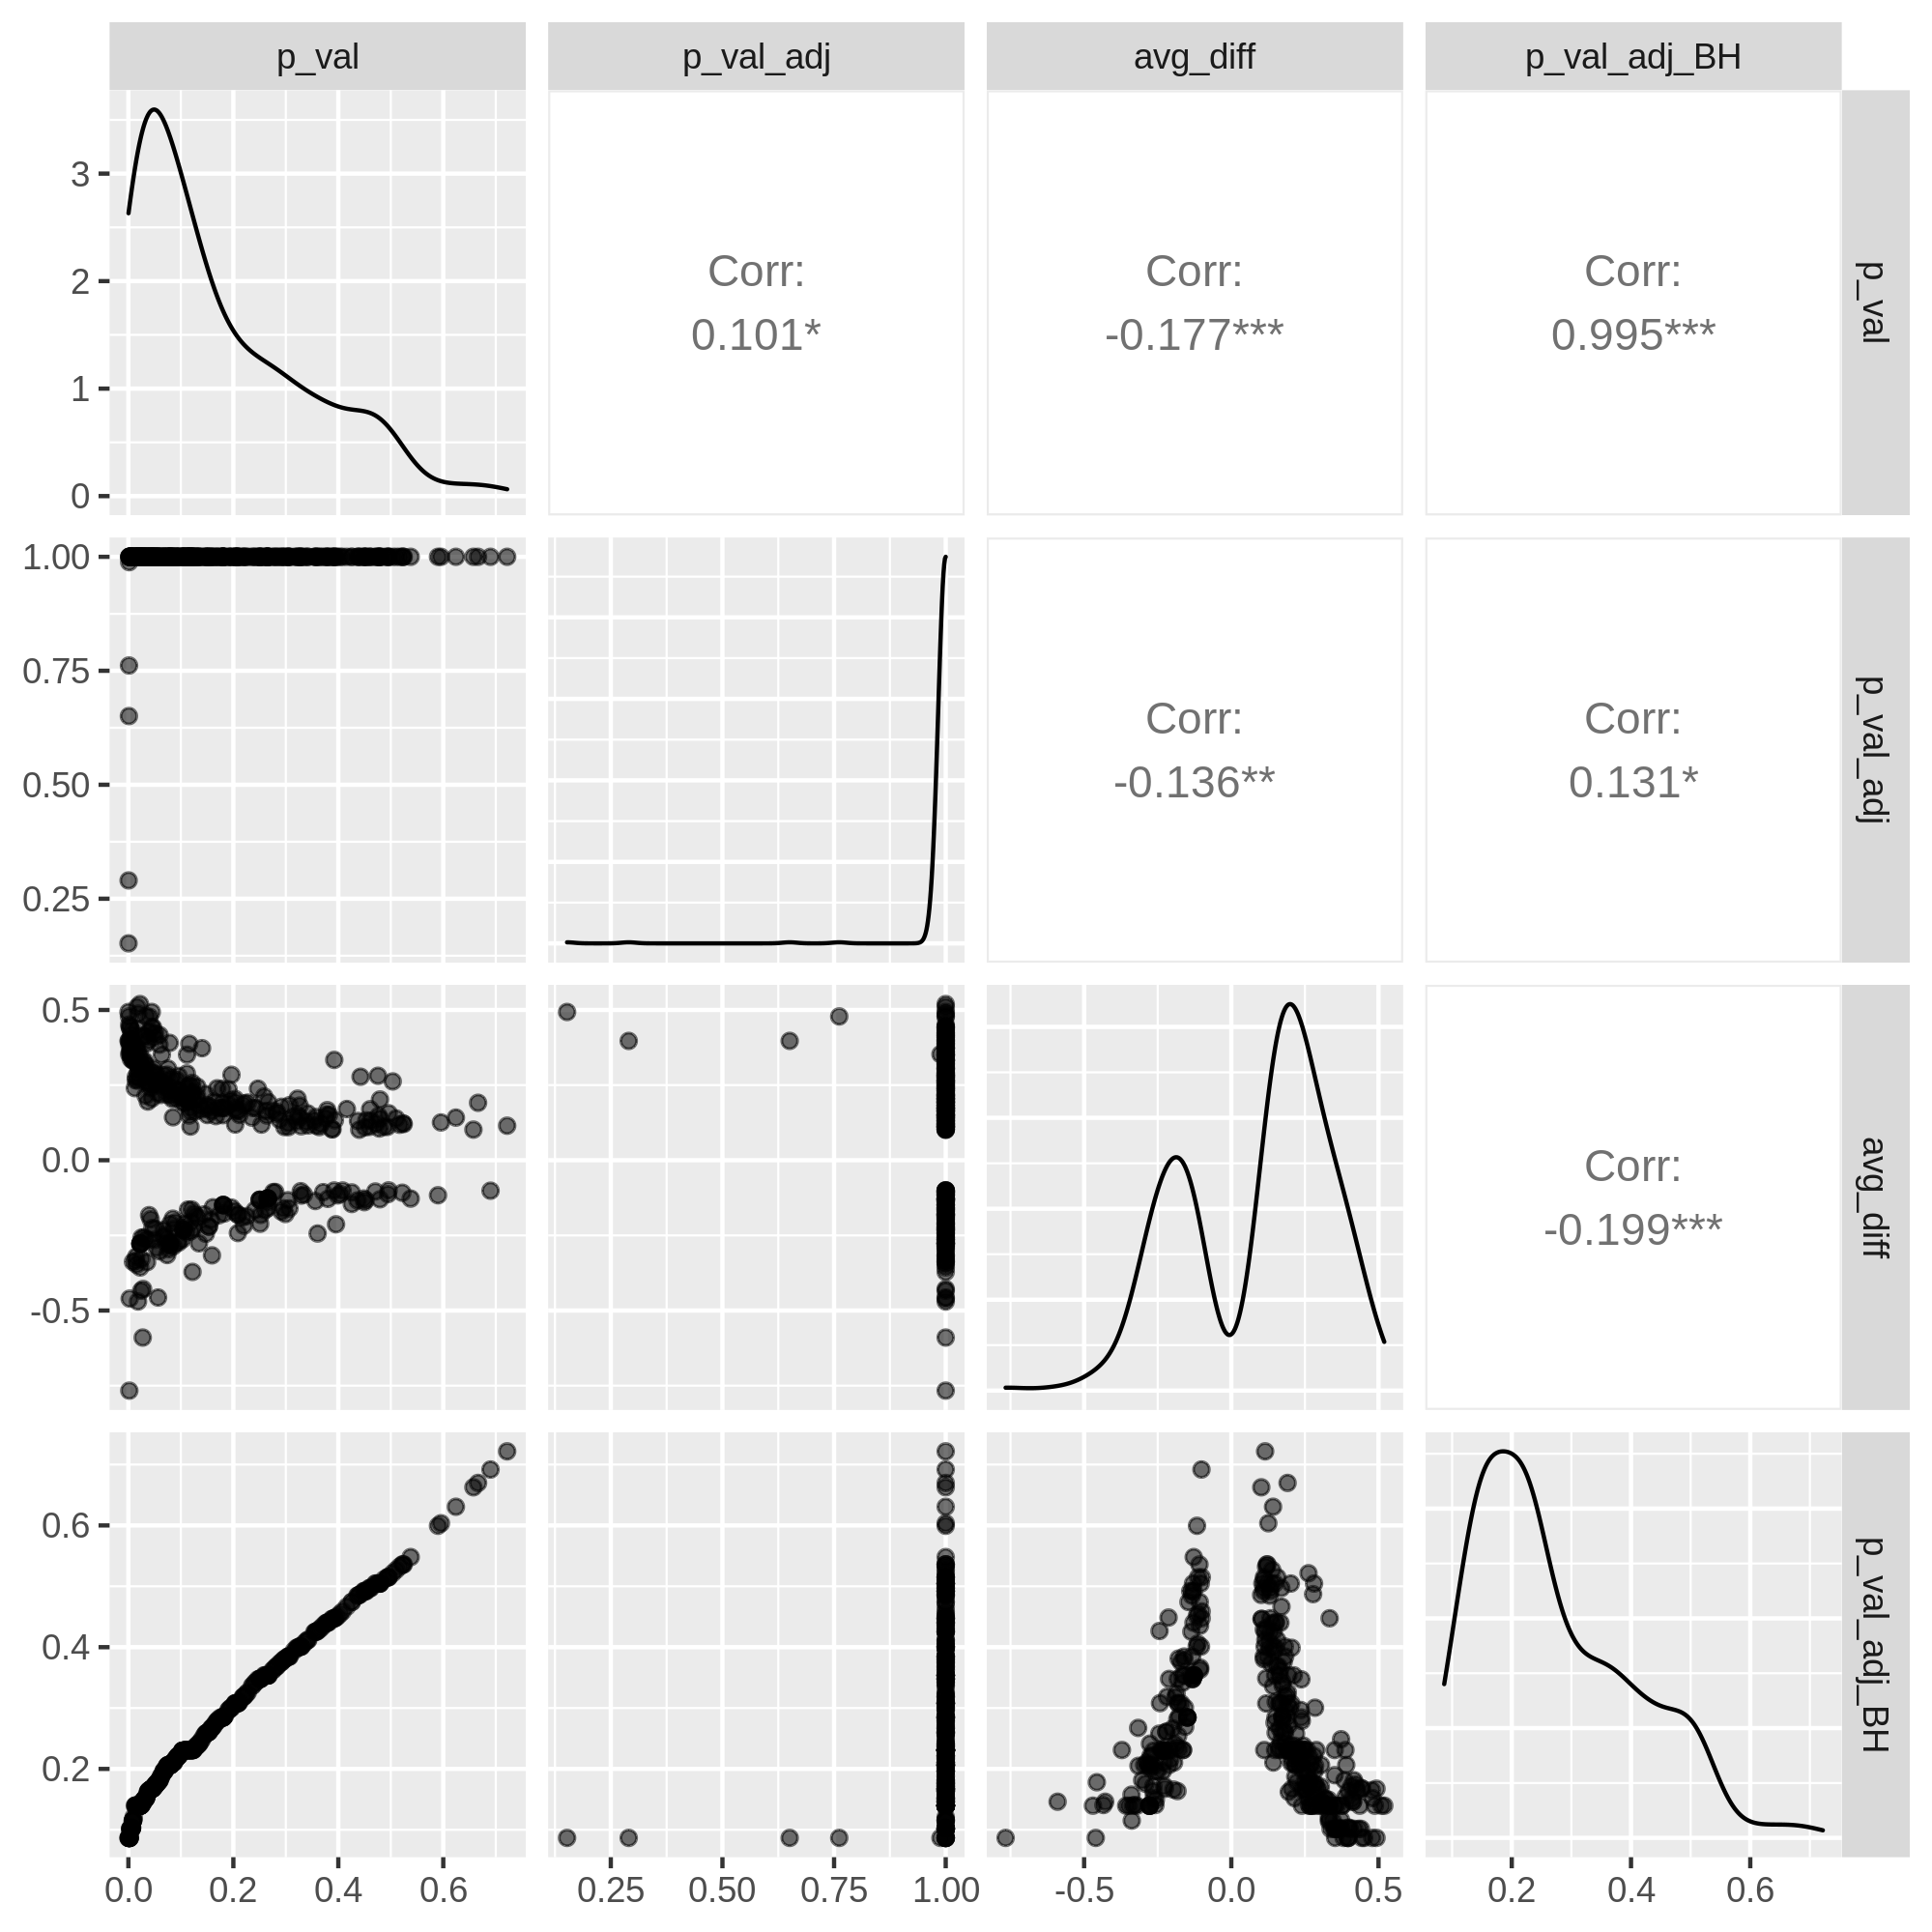 p_val p_val_adj avg_diff p_val_adj_BH
3
2
1
0
Corr:
0.101*
Corr:
-0.177***
Corr:
0.995***
p_val
1.00
0.75
0.50
0.25
Corr:
-0.136**
Corr:
0.131*
p_val_adj
0.5
0.0
-0.5
Corr:
-0.199***
avg_diff
0.6
0.4
0.2
p_val_adj_BH
0.0 0.2 0.4 0.6 0.25 0.50 0.75 1.00 -0.5 0.0 0.5 0.2 0.4 0.6